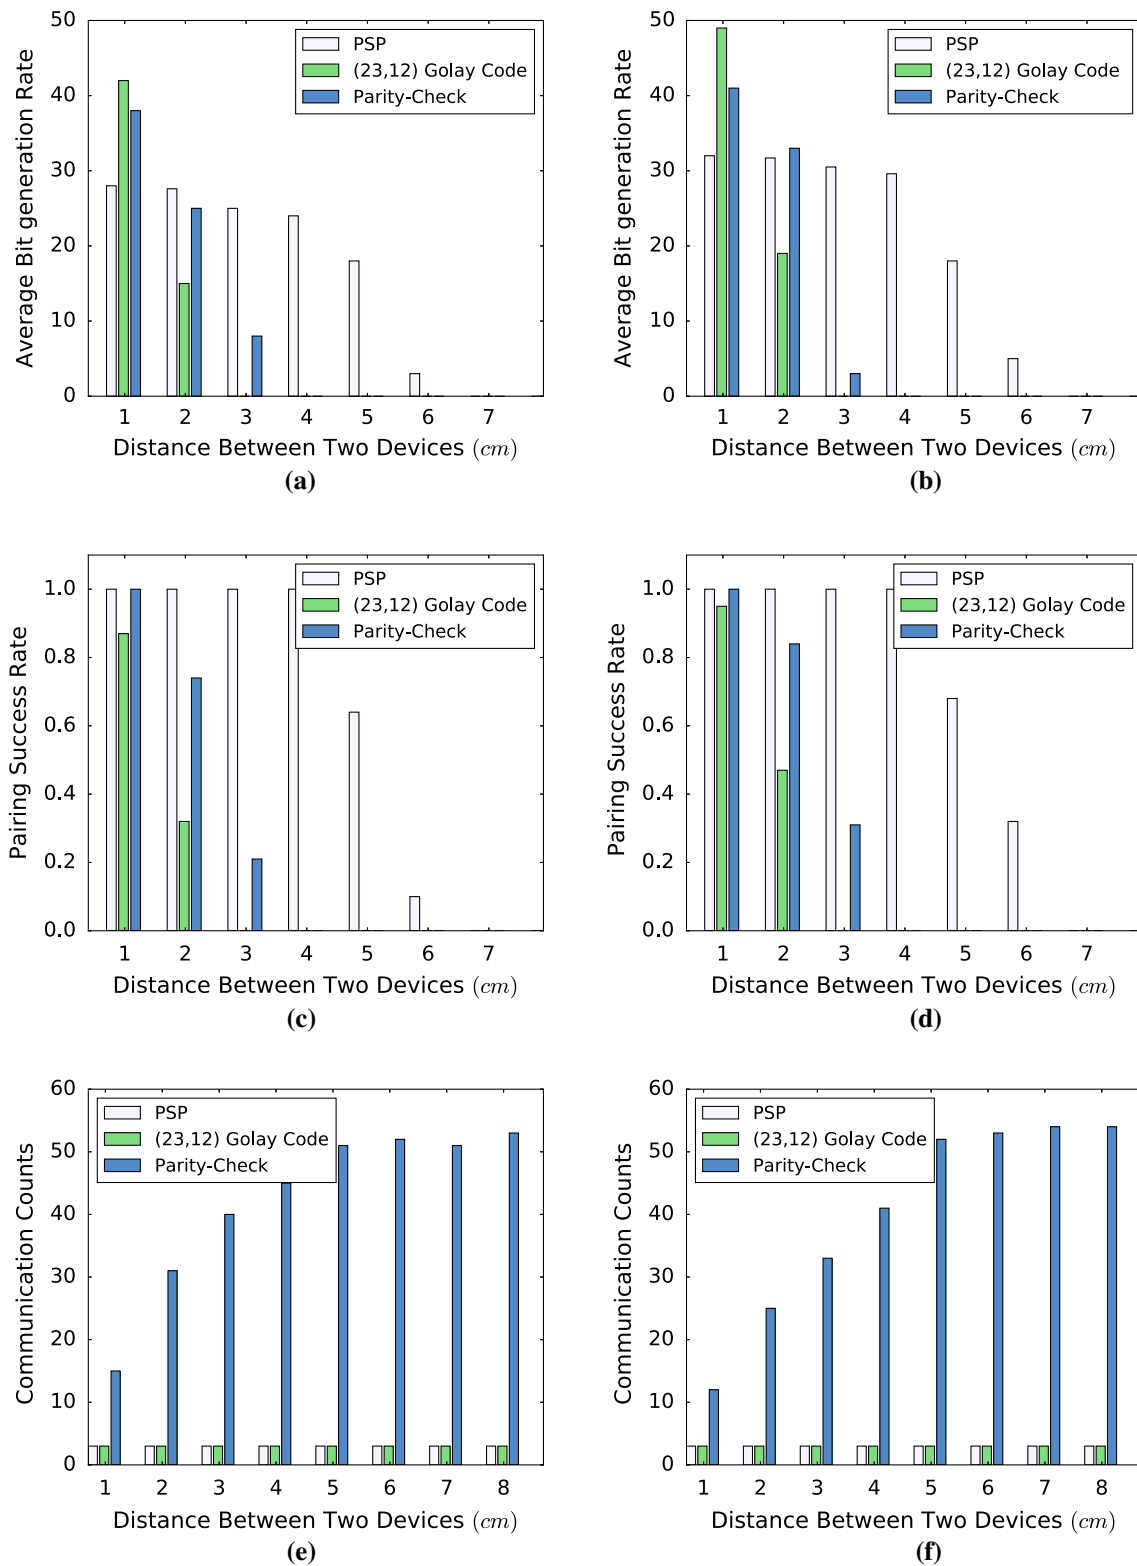 50
40
30
20
10
0
Average Bit generation Rate
PSP
(23,12) Golay Code
Parity-Check
1 2 3 4 5 6 7
Distance Between Two Devices (cm)
(a)
50
40
30
20
10
0
Average Bit generation Rate
PSP
(23,12) Golay Code
Parity-Check
1 2 3 4 5 6 7
Distance Between Two Devices (cm)
(b)
1.0
0.8
0.6
0.4
0.2
0.0
Pairing Success Rate
PSP
(23,12) Golay Code
Parity-Check
1 2 3 4 5 6 7
Distance Between Two Devices (cm)
(c)
1.0
0.8
0.6
0.4
0.2
0.0
Pairing Success Rate
PSP
(23,12) Golay Code
Parity-Check
1 2 3 4 5 6 7
Distance Between Two Devices (cm)
(d)
60
50
40
30
20
10
0
Communication Counts
PSP
(23,12) Golay Code
Parity-Check
1 2 3 4 5 6 7 8
Distance Between Two Devices (cm)
(e)
60
50
40
30
20
10
0
Communication Counts
PSP
(23,12) Golay Code
Parity-Check
1 2 3 4 5 6 7 8
Distance Between Two Devices (cm)
(f)